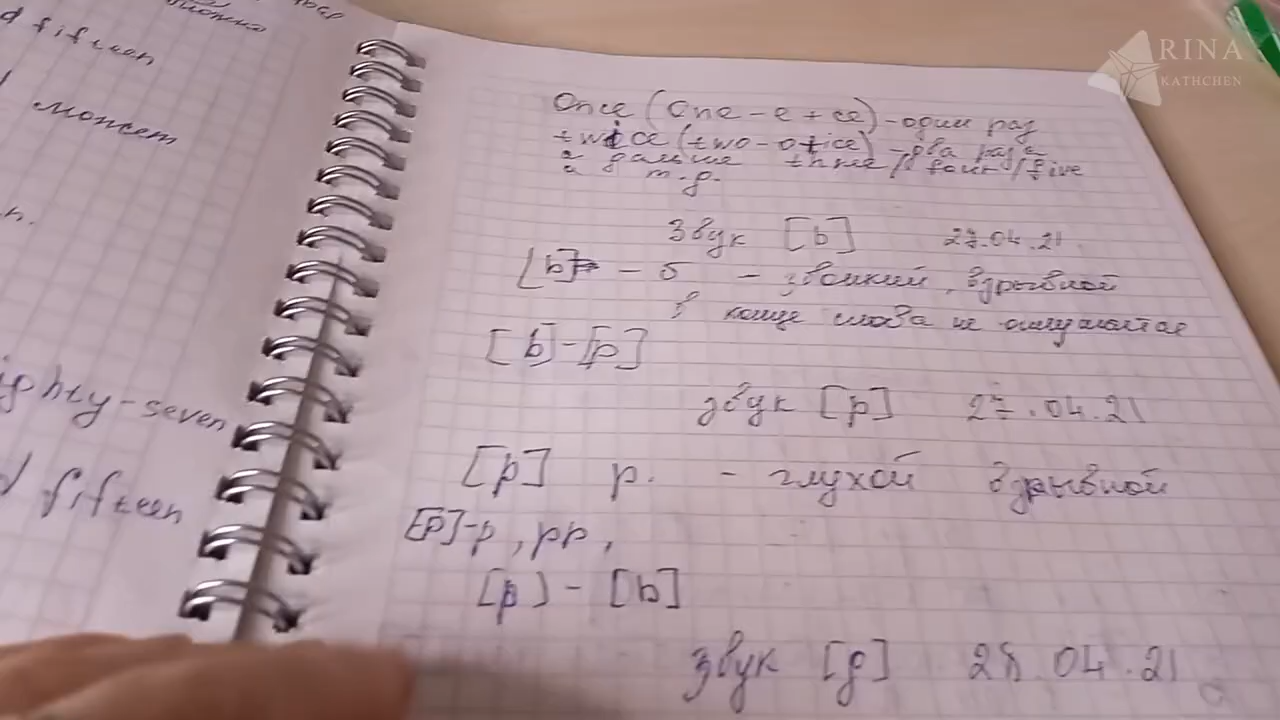 d fifteen
может
n.
ighty-seven
d fifteen
Once (one - e + ce) - один раз
twice (two - o + ice) - два раза
а дальше three / four / five
и т.д.
Звук [b] 27.04.21
[b] - б - звонкий, взрывной
в конце слова не оглушается
[b] - [p]
звук [p] 27.04.21
[p] p. - глухой взрывной
[p] - p, pp,
[p] - [b]
звук [g] 28.04.21
RINA
KATHCHEN